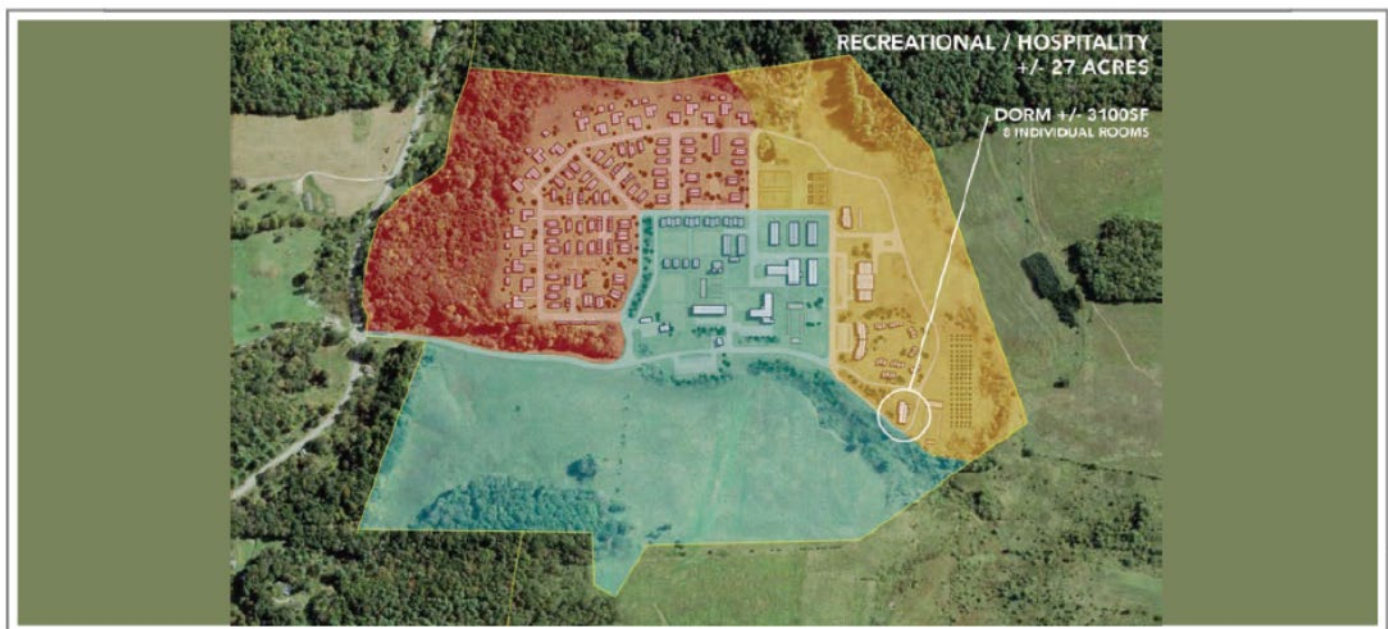 RECREATIONAL / HOSPITALITY
+/- 27 ACRES
DORM +/- 3100SF
8 INDIVIDUAL ROOMS